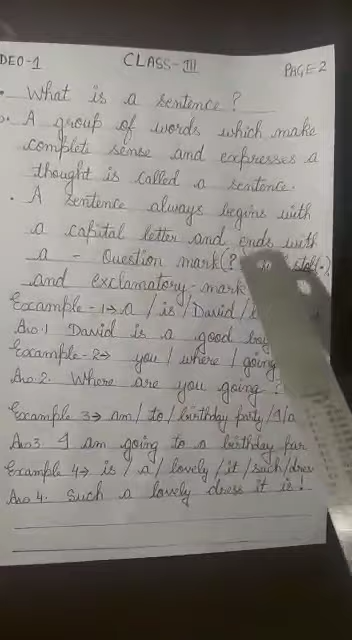 DEO-1 CLASS-III PAGE-2
What is a sentence?
A group of words which make
complete sense and expresses a
thought is called a sentence.
A sentence always begins with
a capital letter and ends with
a - Question mark (?
and exclamatory-mark
Example-1→ a / is / David /
Ans.1 David is a good
Example-2→ you / where / going
Ans 2. Where are you going ?
Example 3→ am / to / birthday party / I / a
Ans3. I am going to a birthday
Example 4→ is / a / lovely / it / such /
Ans 4. Such a lovely dress it is !